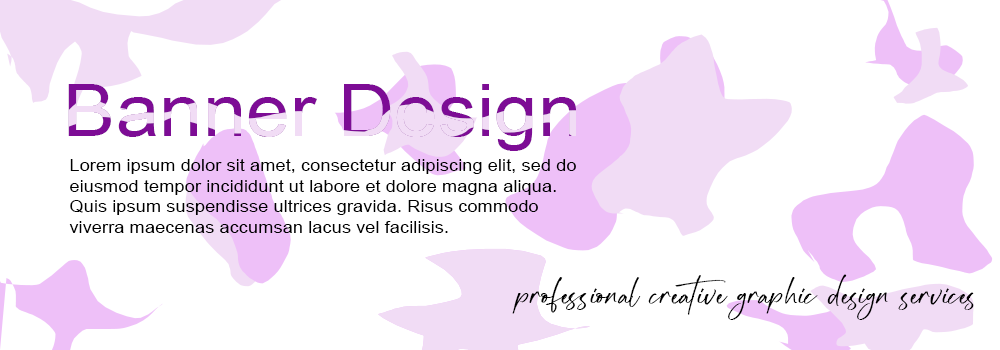 Banner Design
Lorem ipsum dolor sit amet, consectetur adipiscing elit, sed do
eiusmod tempor incididunt ut labore et dolore magna aliqua.
Quis ipsum suspendisse ultrices gravida. Risus commodo
viverra maecenas accumsan lacus vel facilisis.
professional creative graphic design services